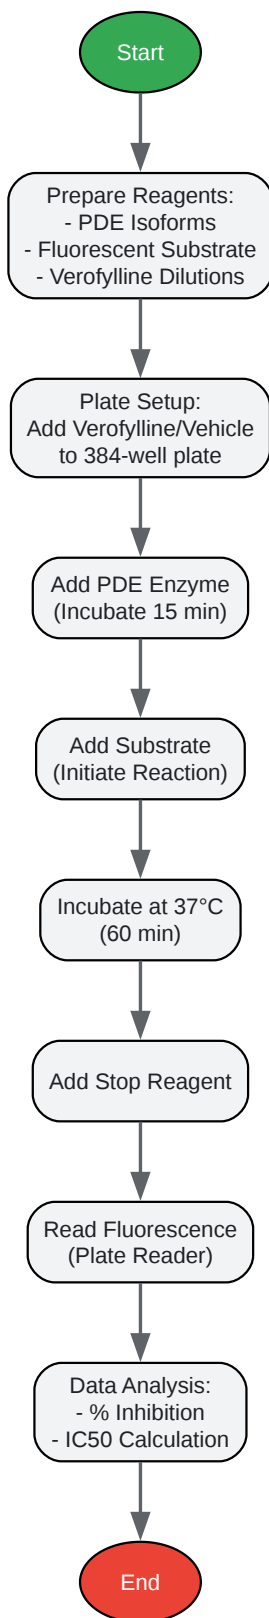 Start
Prepare Reagents:
- PDE Isoforms
- Fluorescent Substrate
- Verofylline Dilutions
Plate Setup:
Add Verofylline/Vehicle
to 384-well plate
Add PDE Enzyme
(Incubate 15 min)
Add Substrate
(Initiate Reaction)
Incubate at 37°C
(60 min)
Add Stop Reagent
Read Fluorescence
(Plate Reader)
Data Analysis:
- % Inhibition
- IC50 Calculation
End